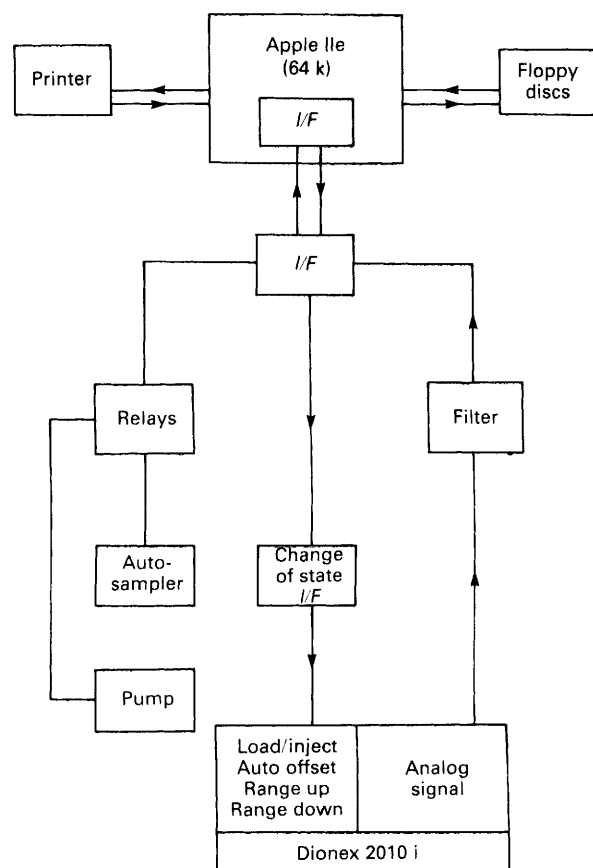 Printer
Apple IIe
(64 k)
I/F
Floppy
discs
I/F
Relays
Filter
Auto-
sampler
Change
of state
I/F
Pump
Load/inject
Auto offset
Range up
Range down
Analog
signal
Dionex 2010 i